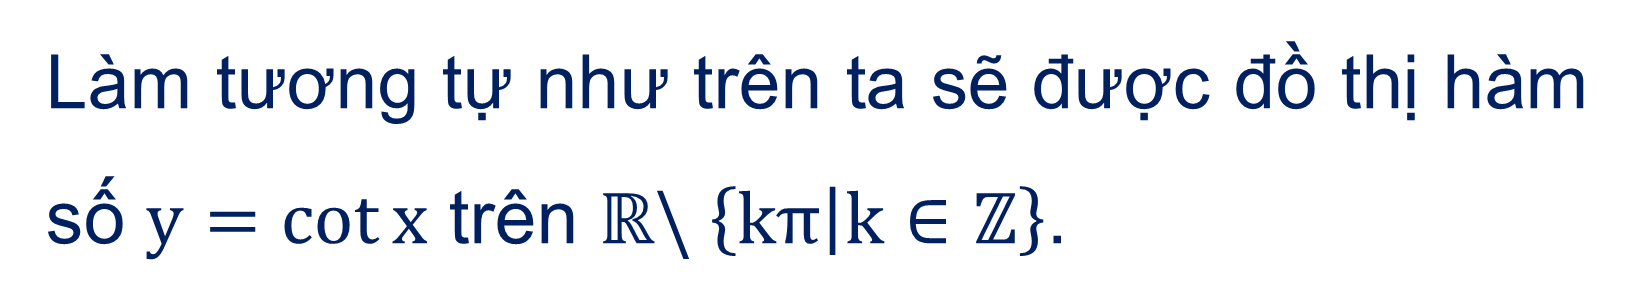 Làm tương tự như trên ta sẽ được đồ thị hàm
số y = cot x trên ℝ\ {kπ|k ∈ ℤ}.